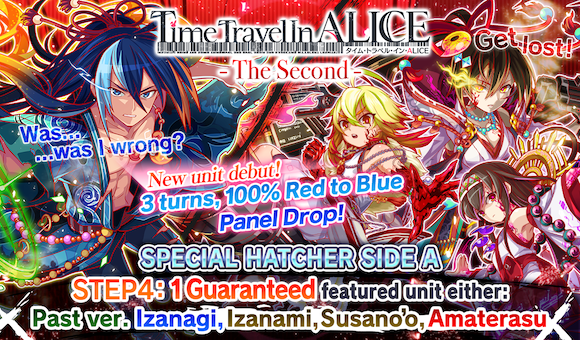 Time Travel In ALICE
タイム・トラベル・イン・ALICE
- The Second -
Get lost!
Was...
...was I wrong?
New unit debut!
3 turns, 100% Red to Blue
Panel Drop!
SPECIAL HATCHER SIDE A
STEP4: 1 Guaranteed featured unit either:
Past ver. Izanagi, Izanami, Susano'o, Amaterasu